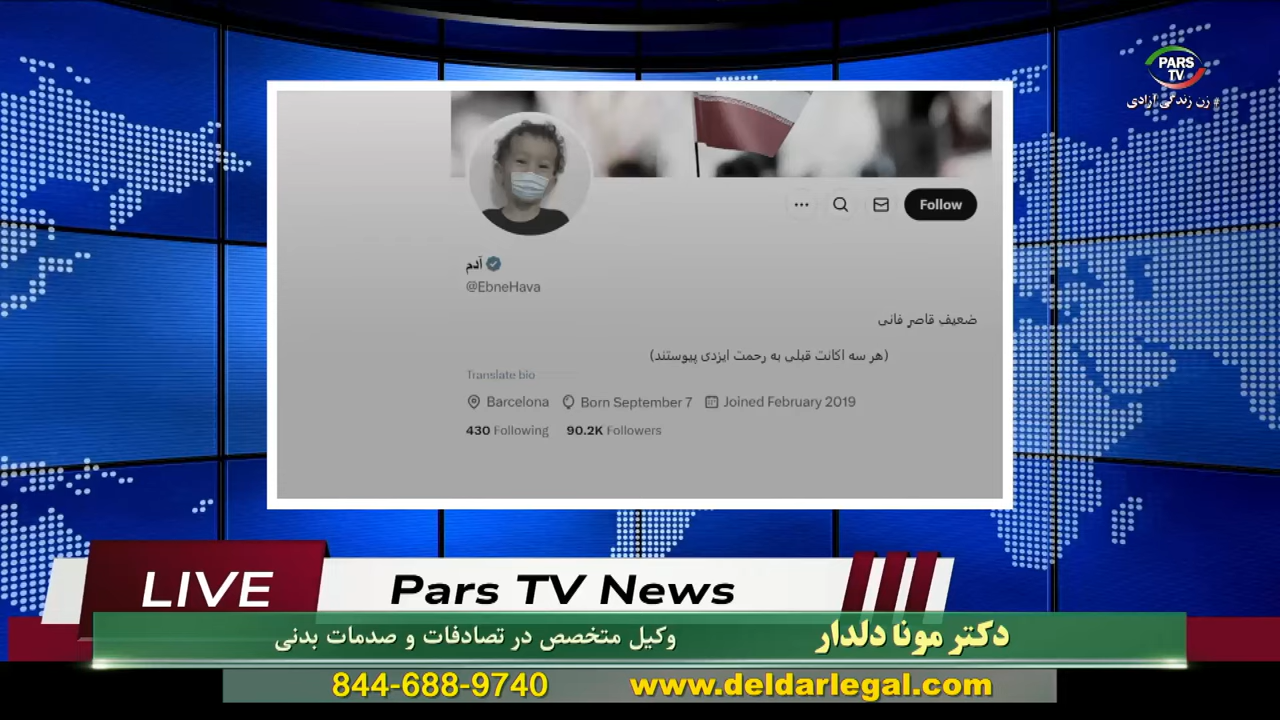 PARS
TV
# زن زندگی آزادی
Follow
آدم
@EbneHava
ضعیفِ قاصرِ فانی
(هر سه اکانت قبلی به رحمت ایزدی پیوستند)
Translate bio
Barcelona Born September 7 Joined February 2019
430 Following 90.2K Followers
LIVE Pars TV News
دکتر مونا دلدار وکیل متخصص در تصادفات و صدمات بدنی
844-688-9740 www.deldarlegal.com